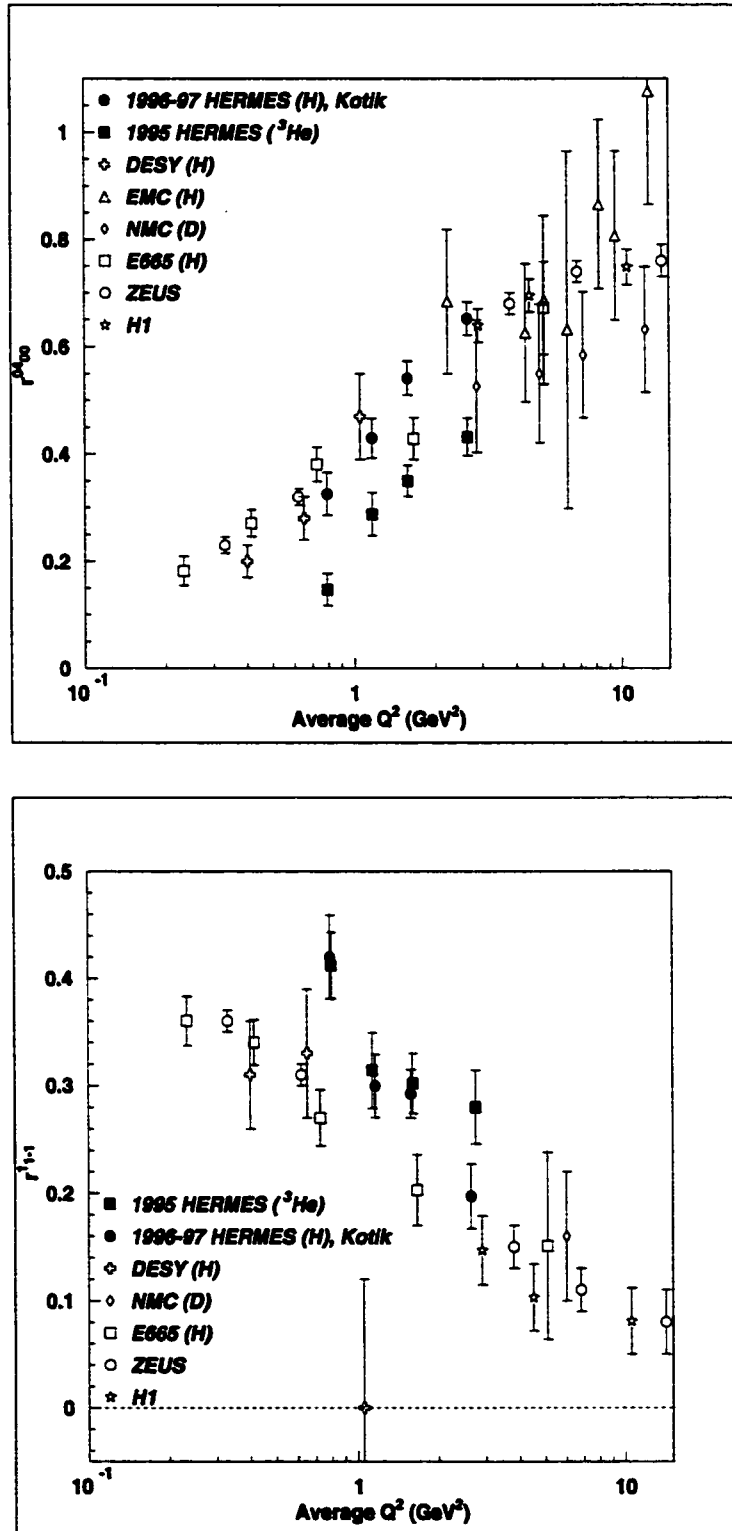 1996-97 HERMES (H), Kotik
1995 HERMES (³He)
DESY (H)
EMC (H)
NMC (D)
E665 (H)
ZEUS
H1
1
0.8
0.6
0.4
0.2
0
r⁰⁴₀₀
10⁻¹
1
10
Average Q² (GeV²)
0.5
0.4
0.3
0.2
0.1
0
r¹₁₋₁
1995 HERMES (³He)
1996-97 HERMES (H), Kotik
DESY (H)
NMC (D)
E665 (H)
ZEUS
H1
10⁻¹
1
10
Average Q² (GeV²)